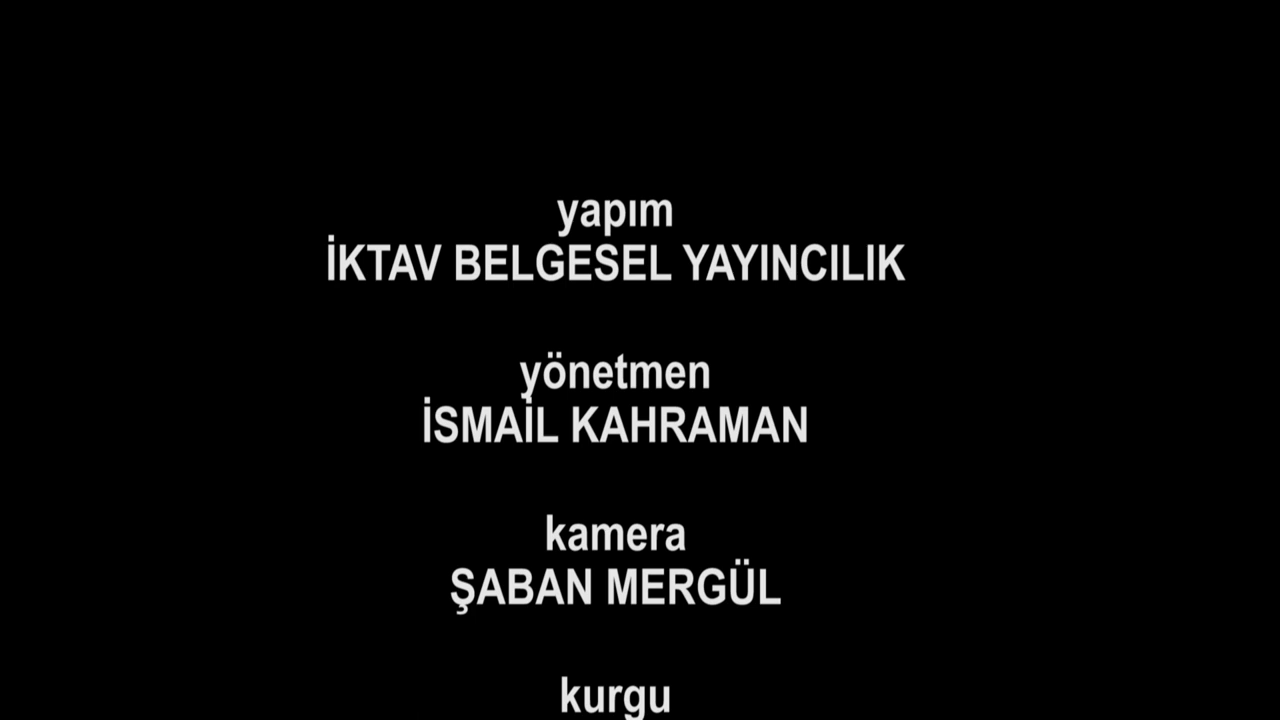 yapım
İKTAV BELGESEL YAYINCILIK
yönetmen
İSMAİL KAHRAMAN
kamera
ŞABAN MERGÜL
kurgu